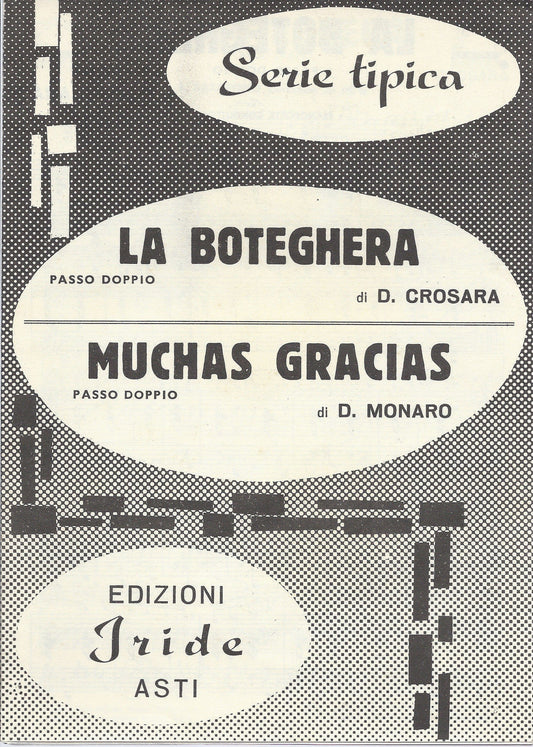 Serie tipica
LA BOTEGHERA
PASSO DOPPIO
di D. CROSARA
MUCHAS GRACIAS
PASSO DOPPIO
di D. MONARO
EDIZIONI
Iride
ASTI